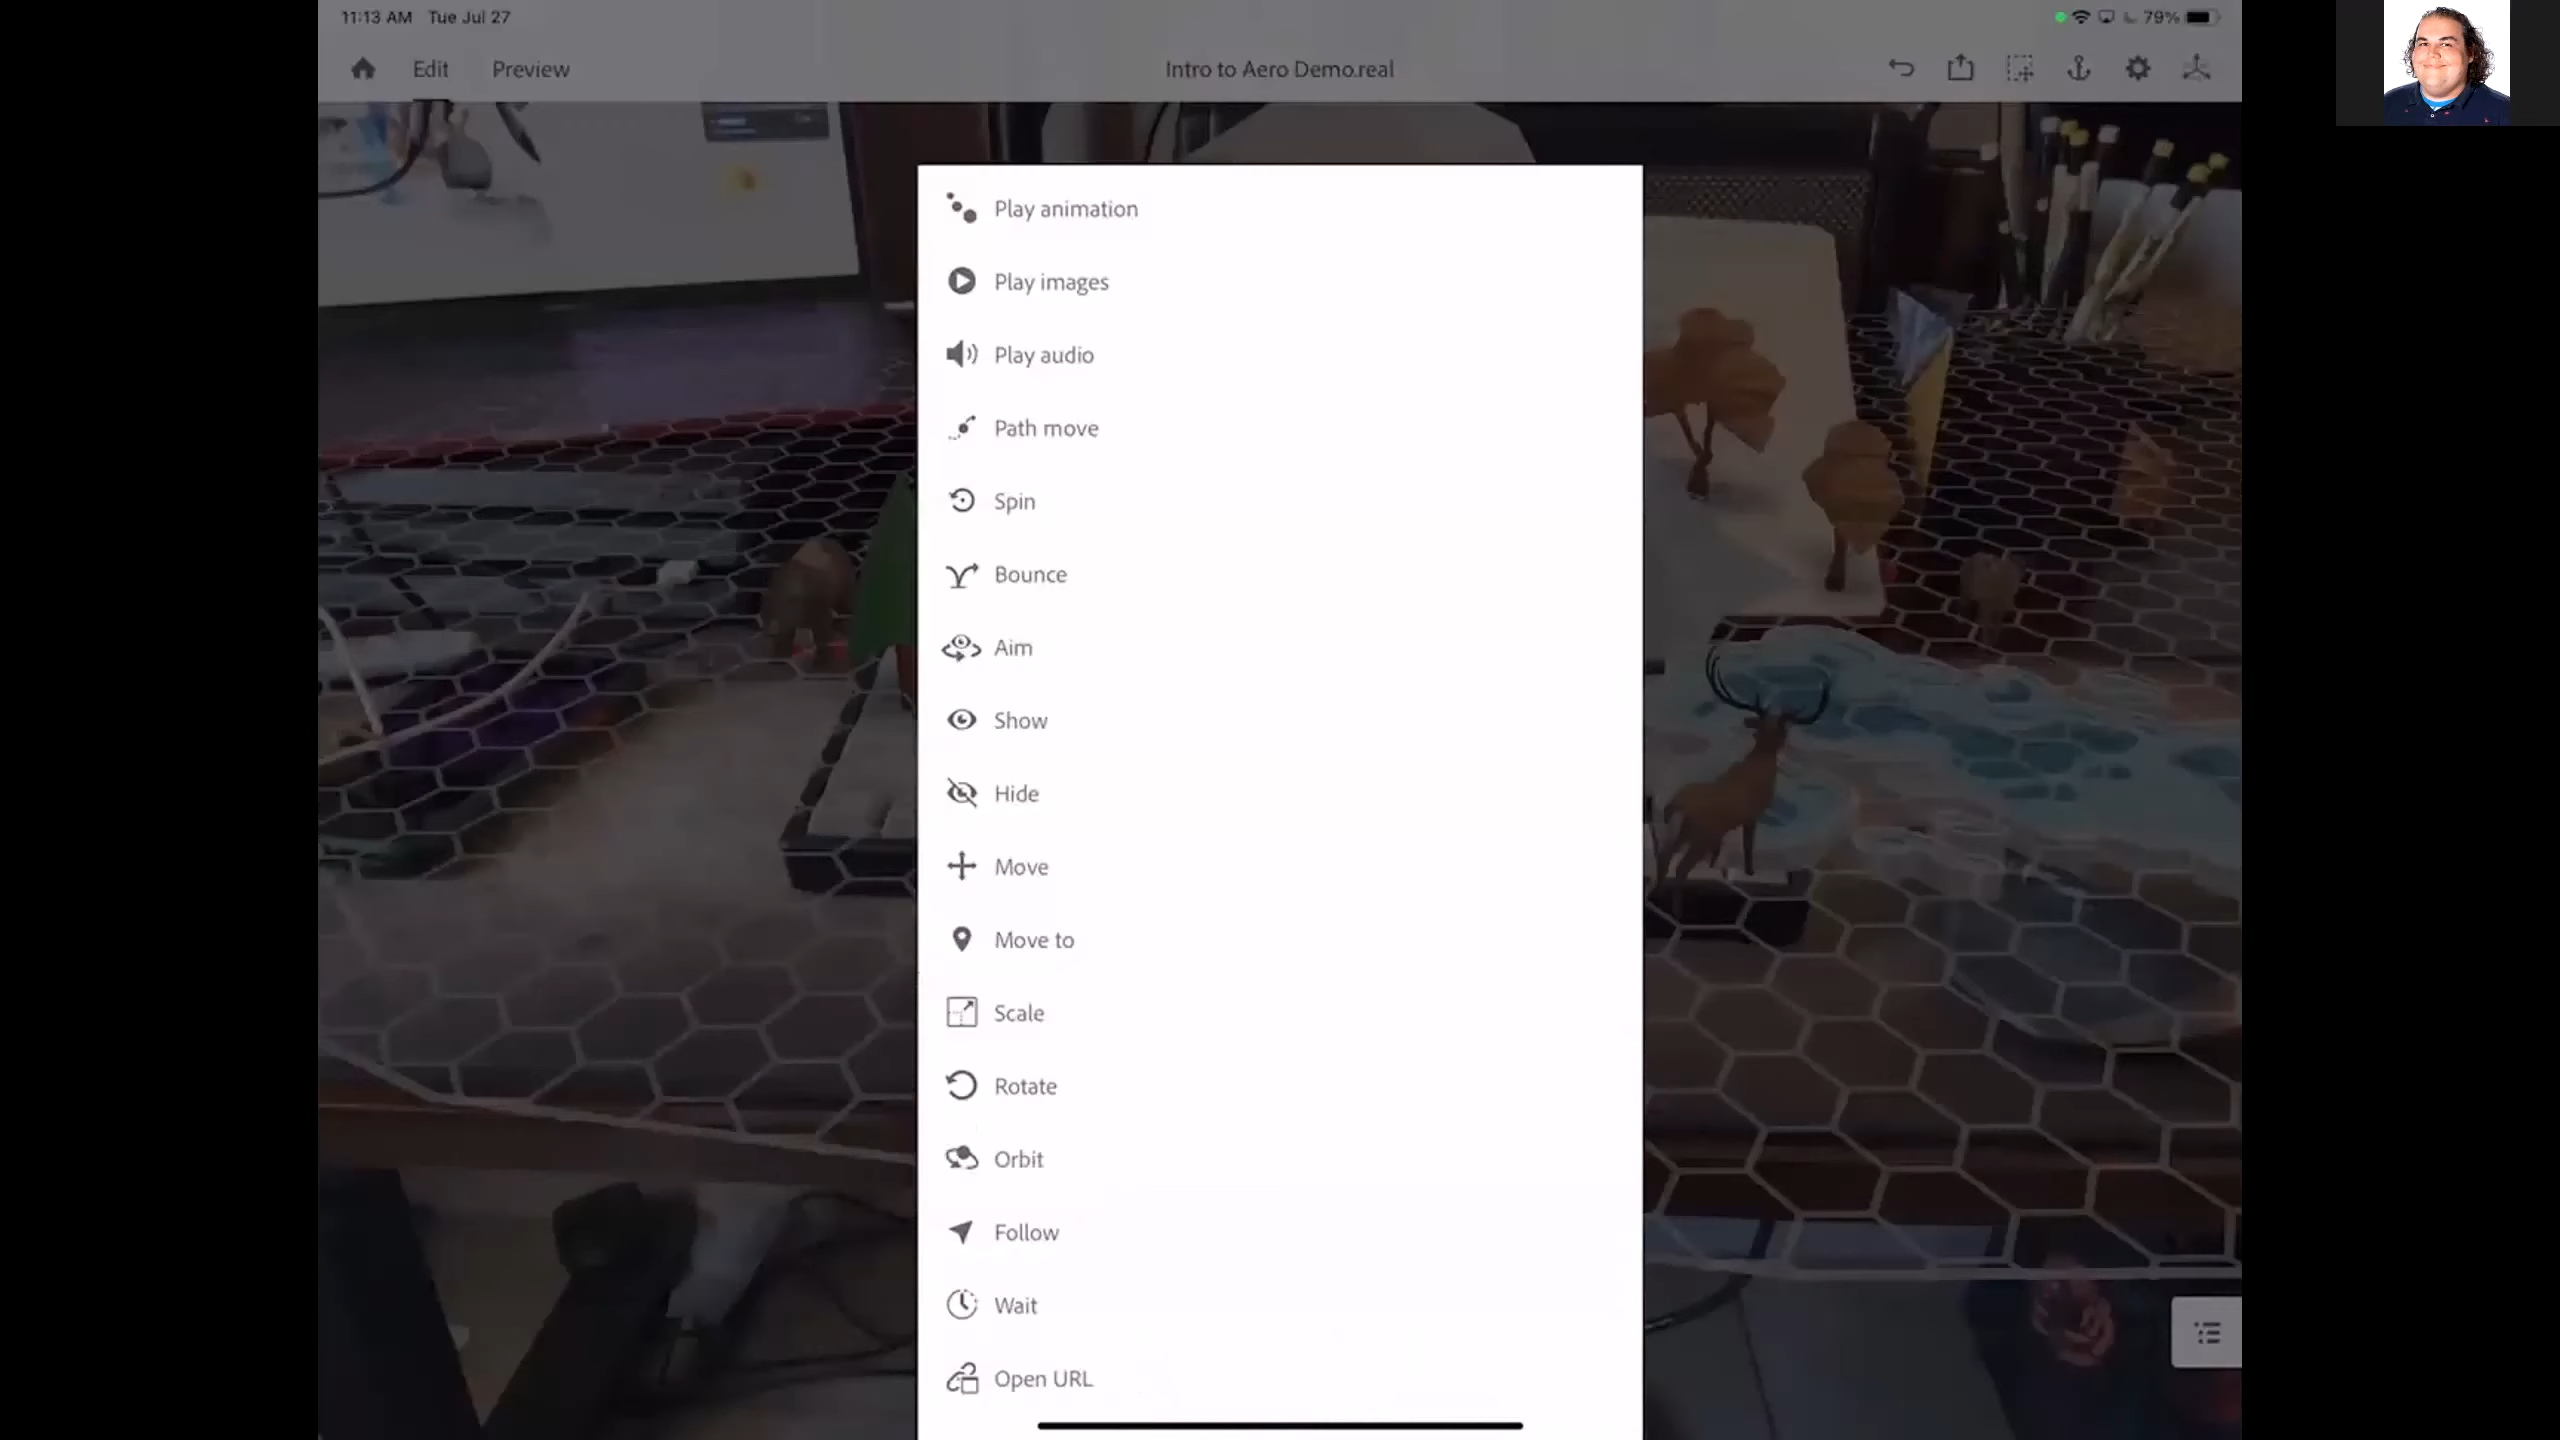 11:13 AM Tue Jul 27
79%
Edit
Preview
Intro to Aero Demo.real
Play animation
Play images
Play audio
Path move
Spin
Bounce
Aim
Show
Hide
Move
Move to
Scale
Rotate
Orbit
Follow
Wait
Open URL